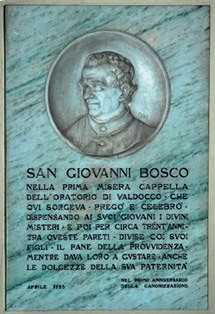 SAN GIOVANNI BOSCO
NELLA PRIMA MISERA CAPPELLA
DELL'ORATORIO DI VALDOCCO - CHE
QVI SORGEVA - PREGÒ E CELEBRÒ -
DISPENSANDO AI SVOI GIOVANI I DIVINI
MISTERI - E POI PER CIRCA TRENT'ANNI -
TRA QVESTE PARETI - DIVISE COI SVOI
FIGLI - IL PANE DELLA PROVVIDENZA,
MENTRE DAVA LORO A GVSTARE - ANCHE
LE DOLCEZZE DELLA SVA PATERNITÀ
NEL PRIMO ANNIVERSARIO
APRILE 1935 DELLA CANONIZZAZIONE